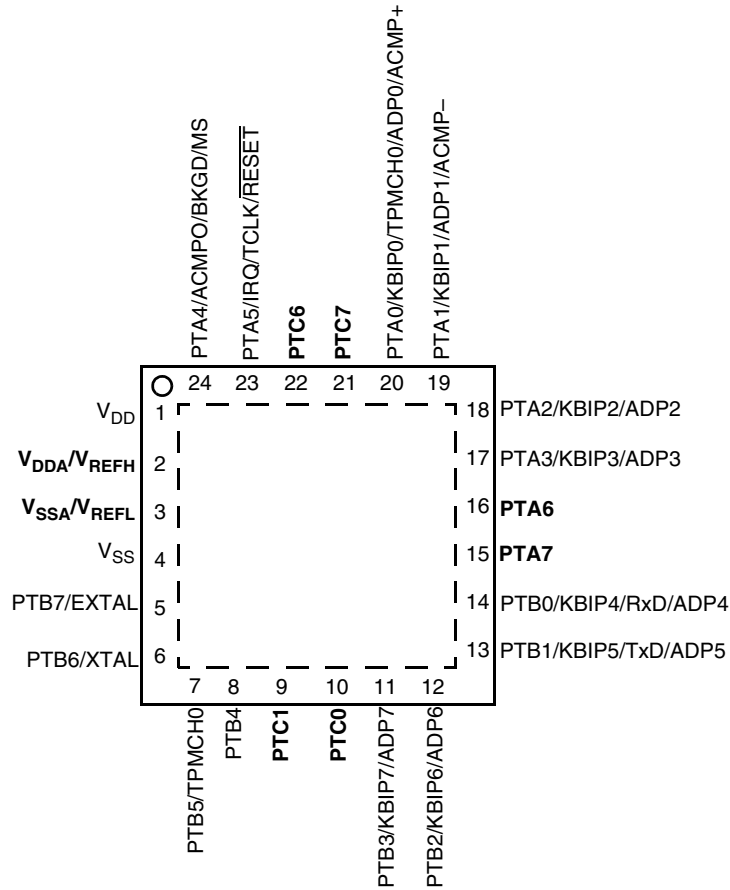 PTA4/ACMPO/BKGD/MS
PTA5/IRQ/TCLK/RESET
PTC6
PTC7
PTA0/KBIP0/TPMCH0/ADP0/ACMP+
PTA1/KBIP1/ADP1/ACMP–
24
23
22
21
20
19
VDD
1
VDDA/VREFH
2
VSSA/VREFL
3
VSS
4
PTB7/EXTAL
5
PTB6/XTAL
6
18 PTA2/KBIP2/ADP2
17 PTA3/KBIP3/ADP3
16 PTA6
15 PTA7
14 PTB0/KBIP4/RxD/ADP4
13 PTB1/KBIP5/TxD/ADP5
7
8
9
10
11
12
PTB5/TPMCH0
PTB4
PTC1
PTC0
PTB3/KBIP7/ADP7
PTB2/KBIP6/ADP6